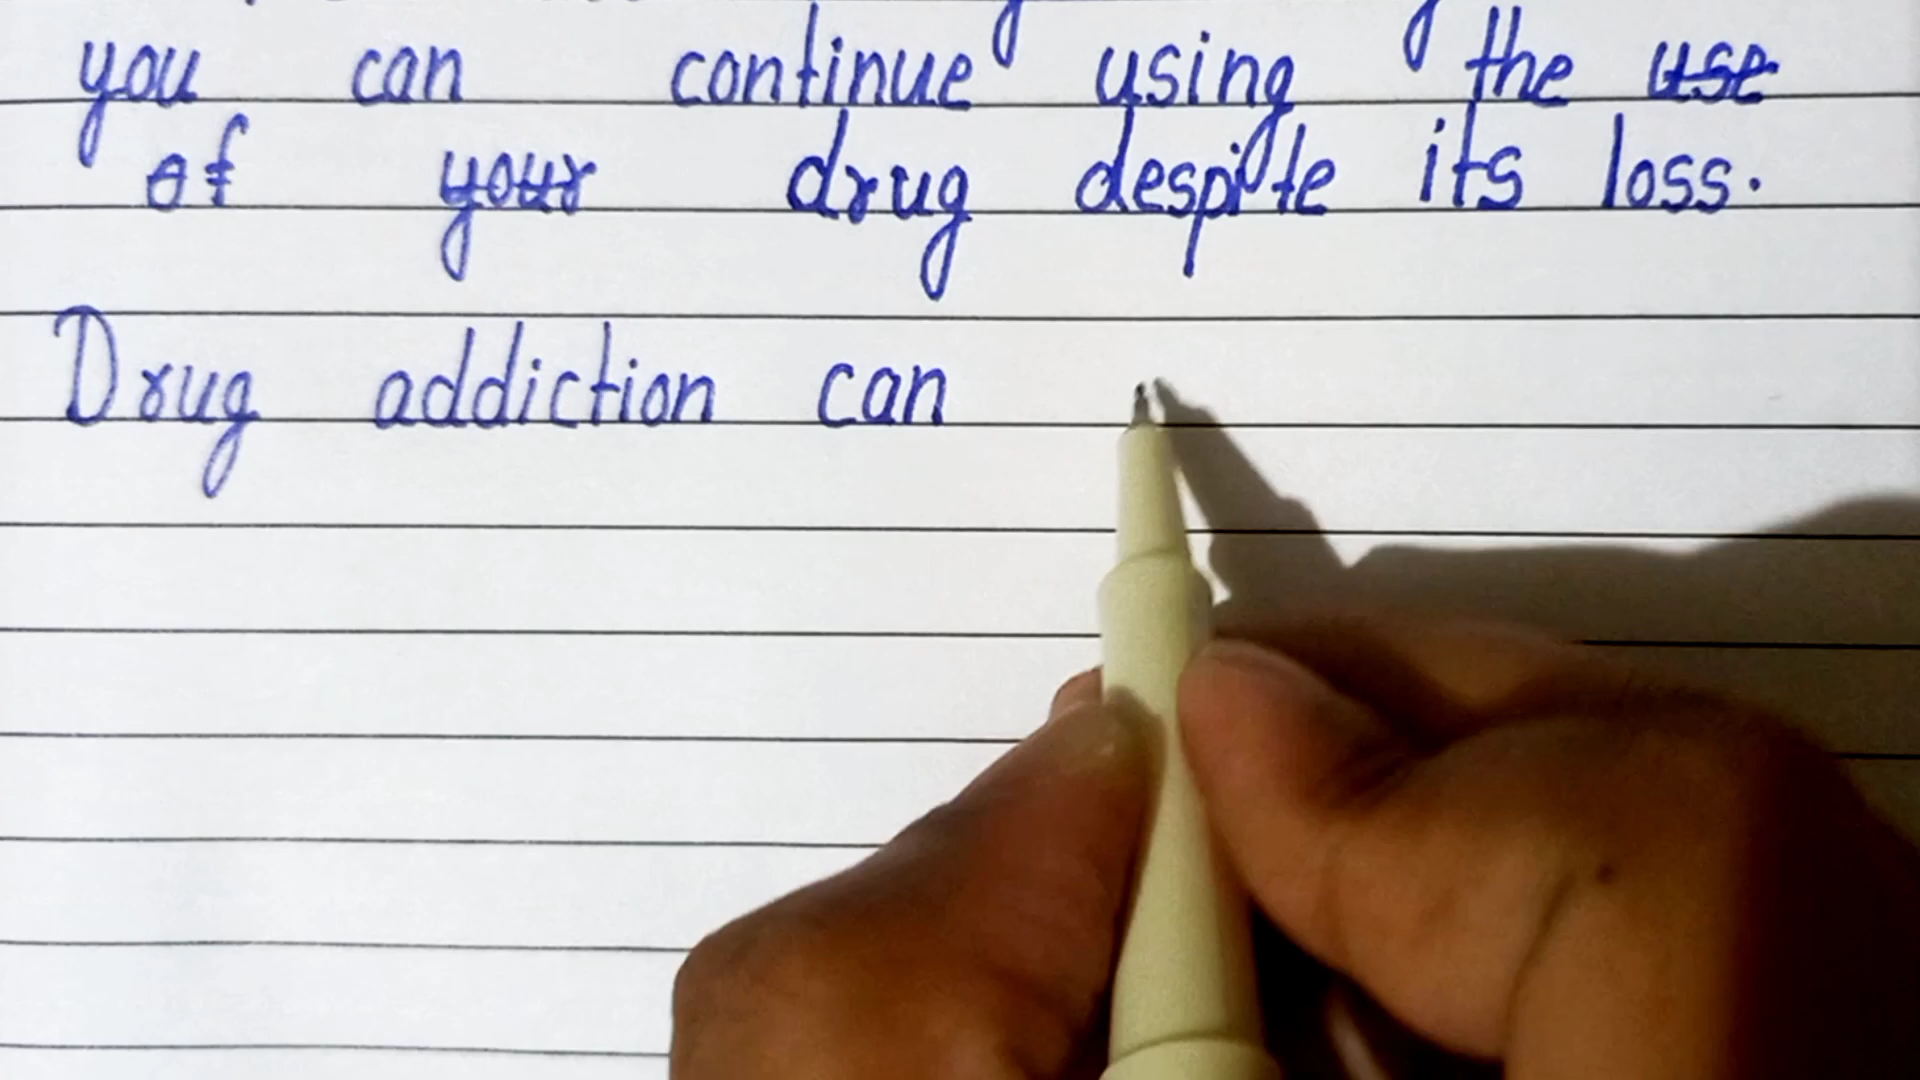 you can continue using the use
of your drug despite its loss.
Drug addiction can